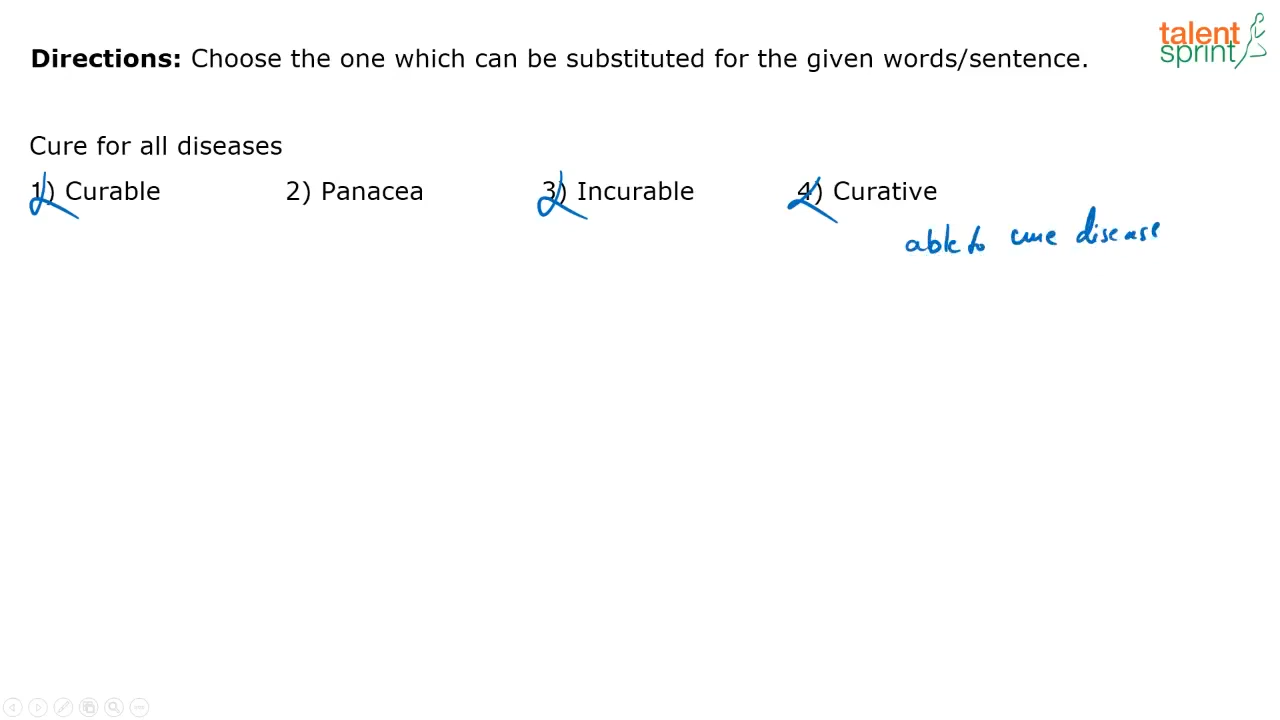 talent
sprint
Directions: Choose the one which can be substituted for the given words/sentence.
Cure for all diseases
1) Curable 2) Panacea 3) Incurable 4) Curative
able to cure disease